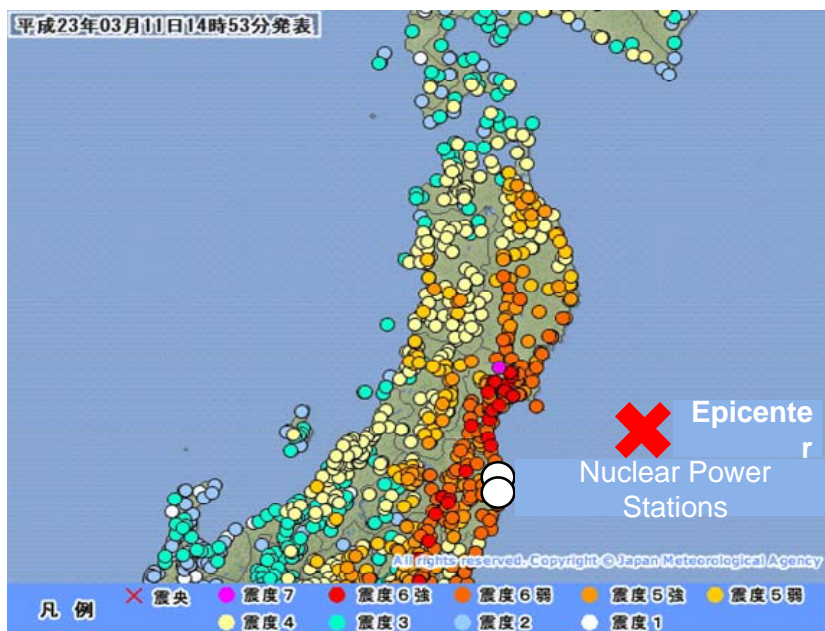 平成23年03月11日14時53分発表
Epicente
r
Nuclear Power
Stations
All rights reserved. Copyright © Japan Meteorological Agency
凡例 震央 震度7 震度6強 震度6弱 震度5強 震度5弱
震度4 震度3 震度2 震度1